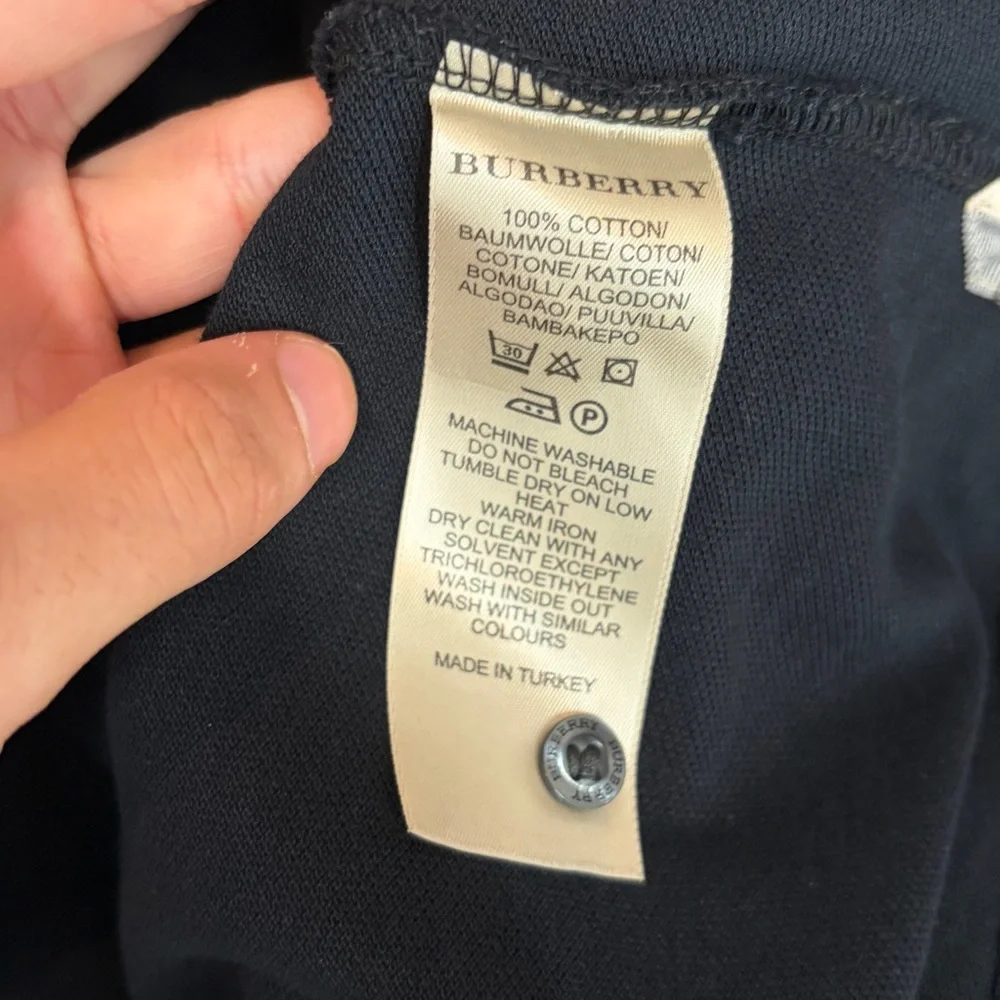 BURBERRY
100% COTTON/
BAUMWOLLE/ COTON/
COTONE/ KATOEN/
BOMULL/ ALGODON/
ALGODAO/ PUUVILLA/
BAMBAKEPO
30
P
MACHINE WASHABLE
DO NOT BLEACH
TUMBLE DRY ON LOW
HEAT
WARM IRON
DRY CLEAN WITH ANY
SOLVENT EXCEPT
TRICHLOROETHYLENE
WASH INSIDE OUT
WASH WITH SIMILAR
COLOURS
MADE IN TURKEY
BURBERRY BURBERRY